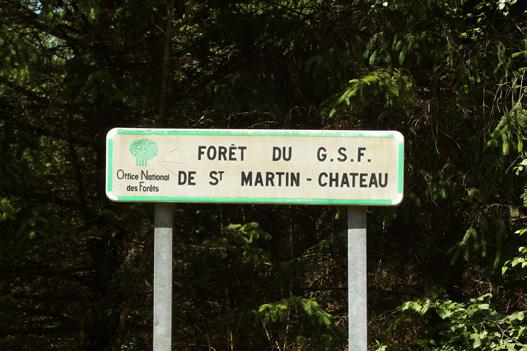 FORÊT DU G.S.F.
DE ST MARTIN - CHATEAU
Office National
des Forêts